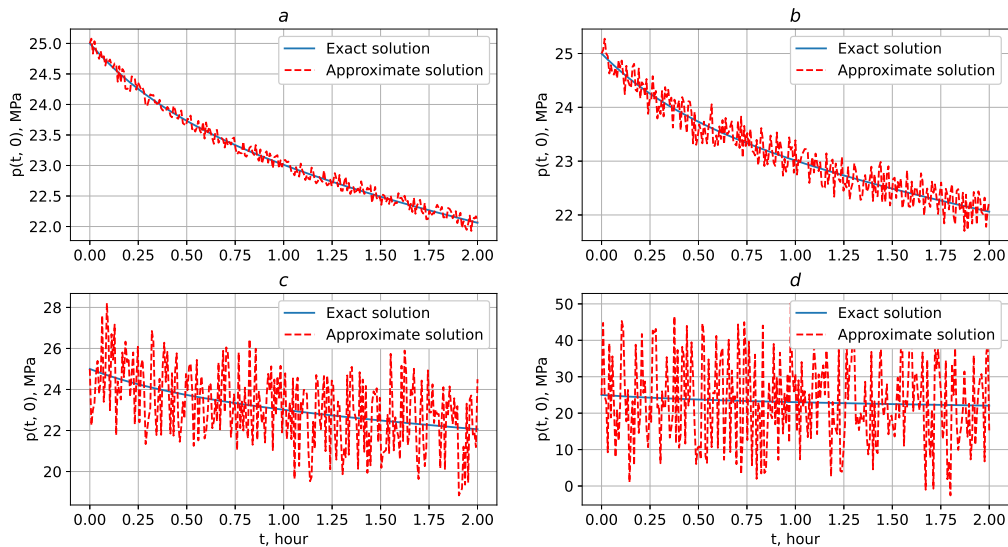 a
p(t, 0), MPa
25.0
24.5
24.0
23.5
23.0
22.5
22.0
Exact solution
Approximate solution
0.00 0.25 0.50 0.75 1.00 1.25 1.50 1.75 2.00
b
p(t, 0), MPa
25
24
23
22
Exact solution
Approximate solution
0.00 0.25 0.50 0.75 1.00 1.25 1.50 1.75 2.00
c
p(t, 0), MPa
28
26
24
22
20
Exact solution
Approximate solution
0.00 0.25 0.50 0.75 1.00 1.25 1.50 1.75 2.00
t, hour
d
p(t, 0), MPa
50
40
30
20
10
0
Exact solution
Approximate solution
0.00 0.25 0.50 0.75 1.00 1.25 1.50 1.75 2.00
t, hour